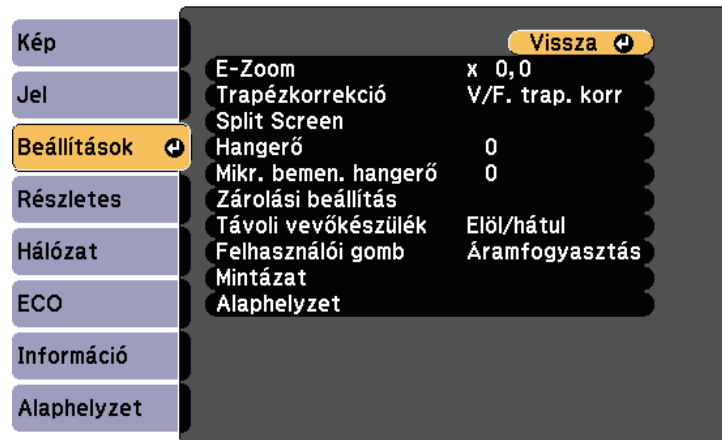 Kép
Jel
Beállítások
Részletes
Hálózat
ECO
Információ
Alaphelyzet
Vissza
E-Zoom x 0,0
Trapézkorrekció V/F. trap. korr
Split Screen
Hangerő 0
Mikr. bemen. hangerő 0
Zárolási beállítás
Távoli vevőkészülék Elöl/hátul
Felhasználói gomb Áramfogyasztás
Mintázat
Alaphelyzet